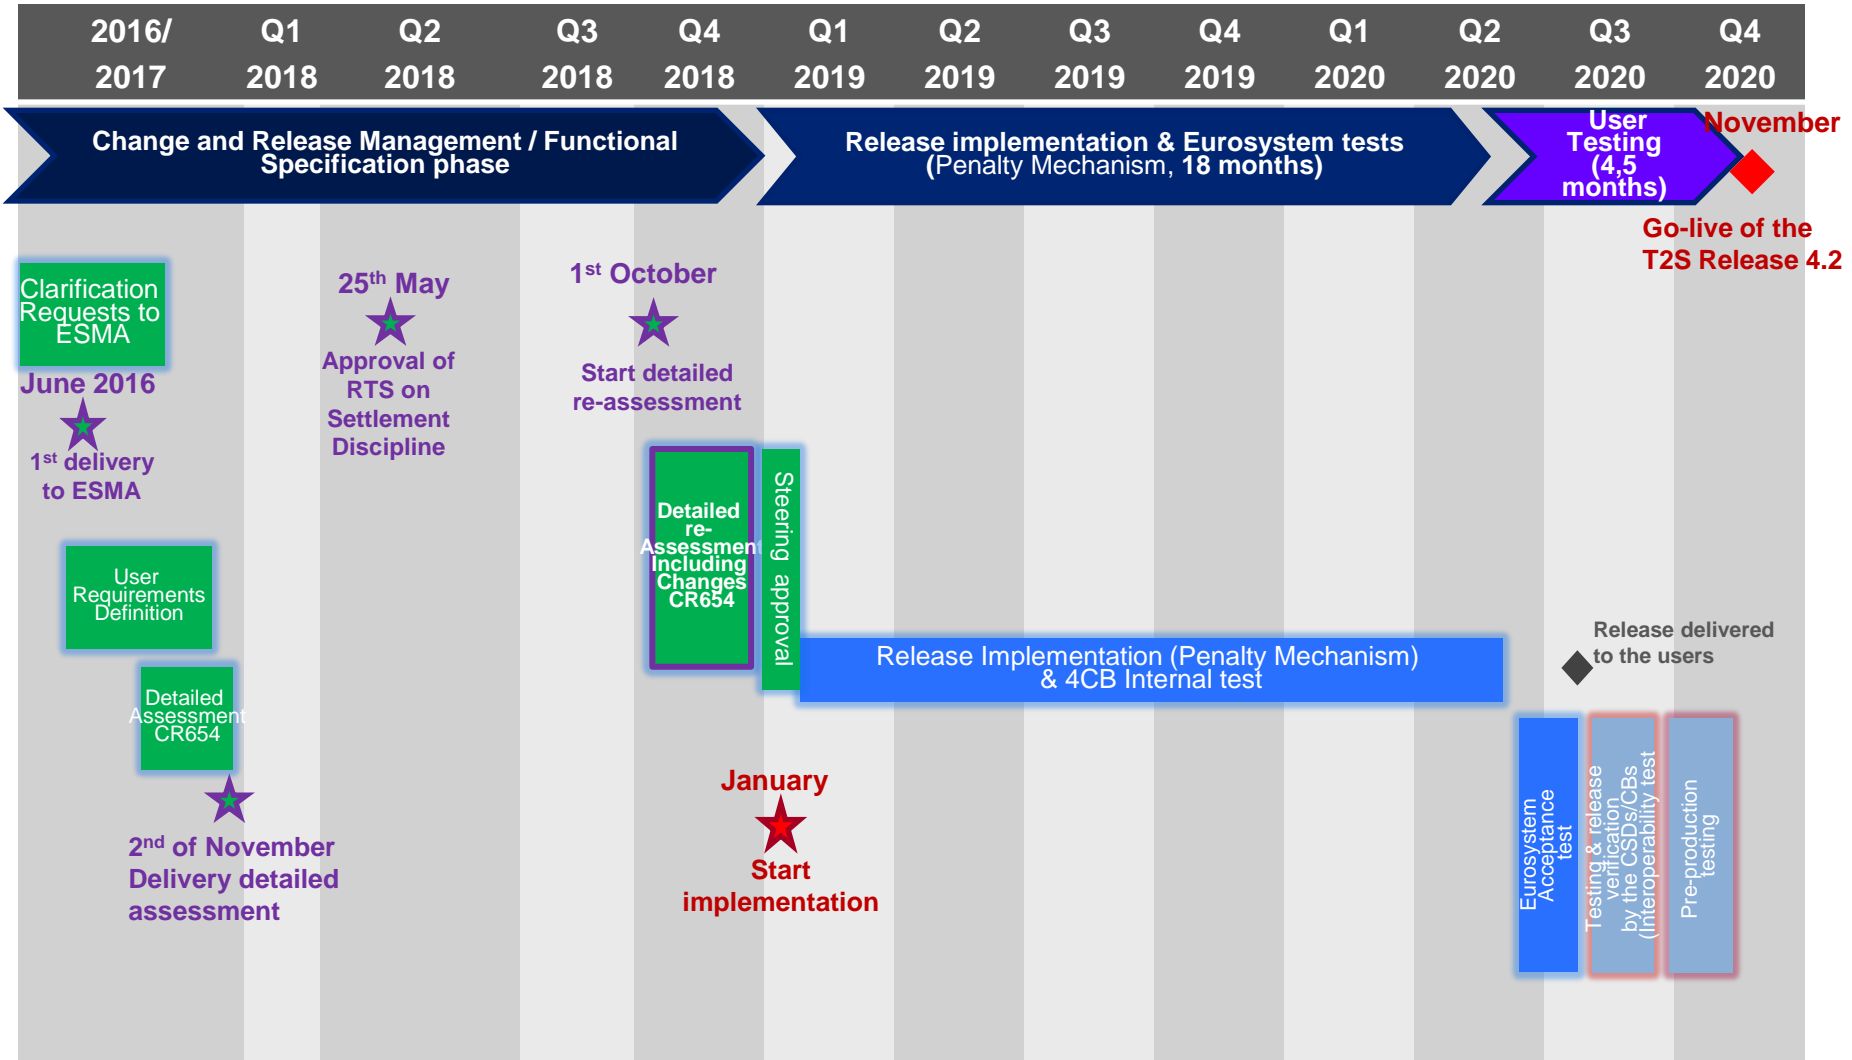 2016/
2017
Q1
2018
Q2
2018
Q3
2018
Q4
2018
Q1
2019
Q2
2019
Q3
2019
Q4
2019
Q1
2020
Q2
2020
Q3
2020
Q4
2020
Change and Release Management / Functional
Specification phase
Release implementation & Eurosystem tests
(Penalty Mechanism, 18 months)
User
Testing
(4,5
months)
November
Go-live of the
T2S Release 4.2
Clarification
Requests to
ESMA
June 2016
1st delivery
to ESMA
25th May
Approval of
RTS on
Settlement
Discipline
1st October
Start detailed
re-assessment
User
Requirements
Definition
Detailed
Assessment
CR654
2nd of November
Delivery detailed
assessment
Detailed
re-
Assessment
Including
Changes
CR654
Steering approval
Release Implementation (Penalty Mechanism)
& 4CB Internal test
January
Start
implementation
Release delivered
to the users
Eurosystem
Acceptance
test
Testing & release
verification
by the CSDs/CBs
(Interoperability test
Pre-production
testing